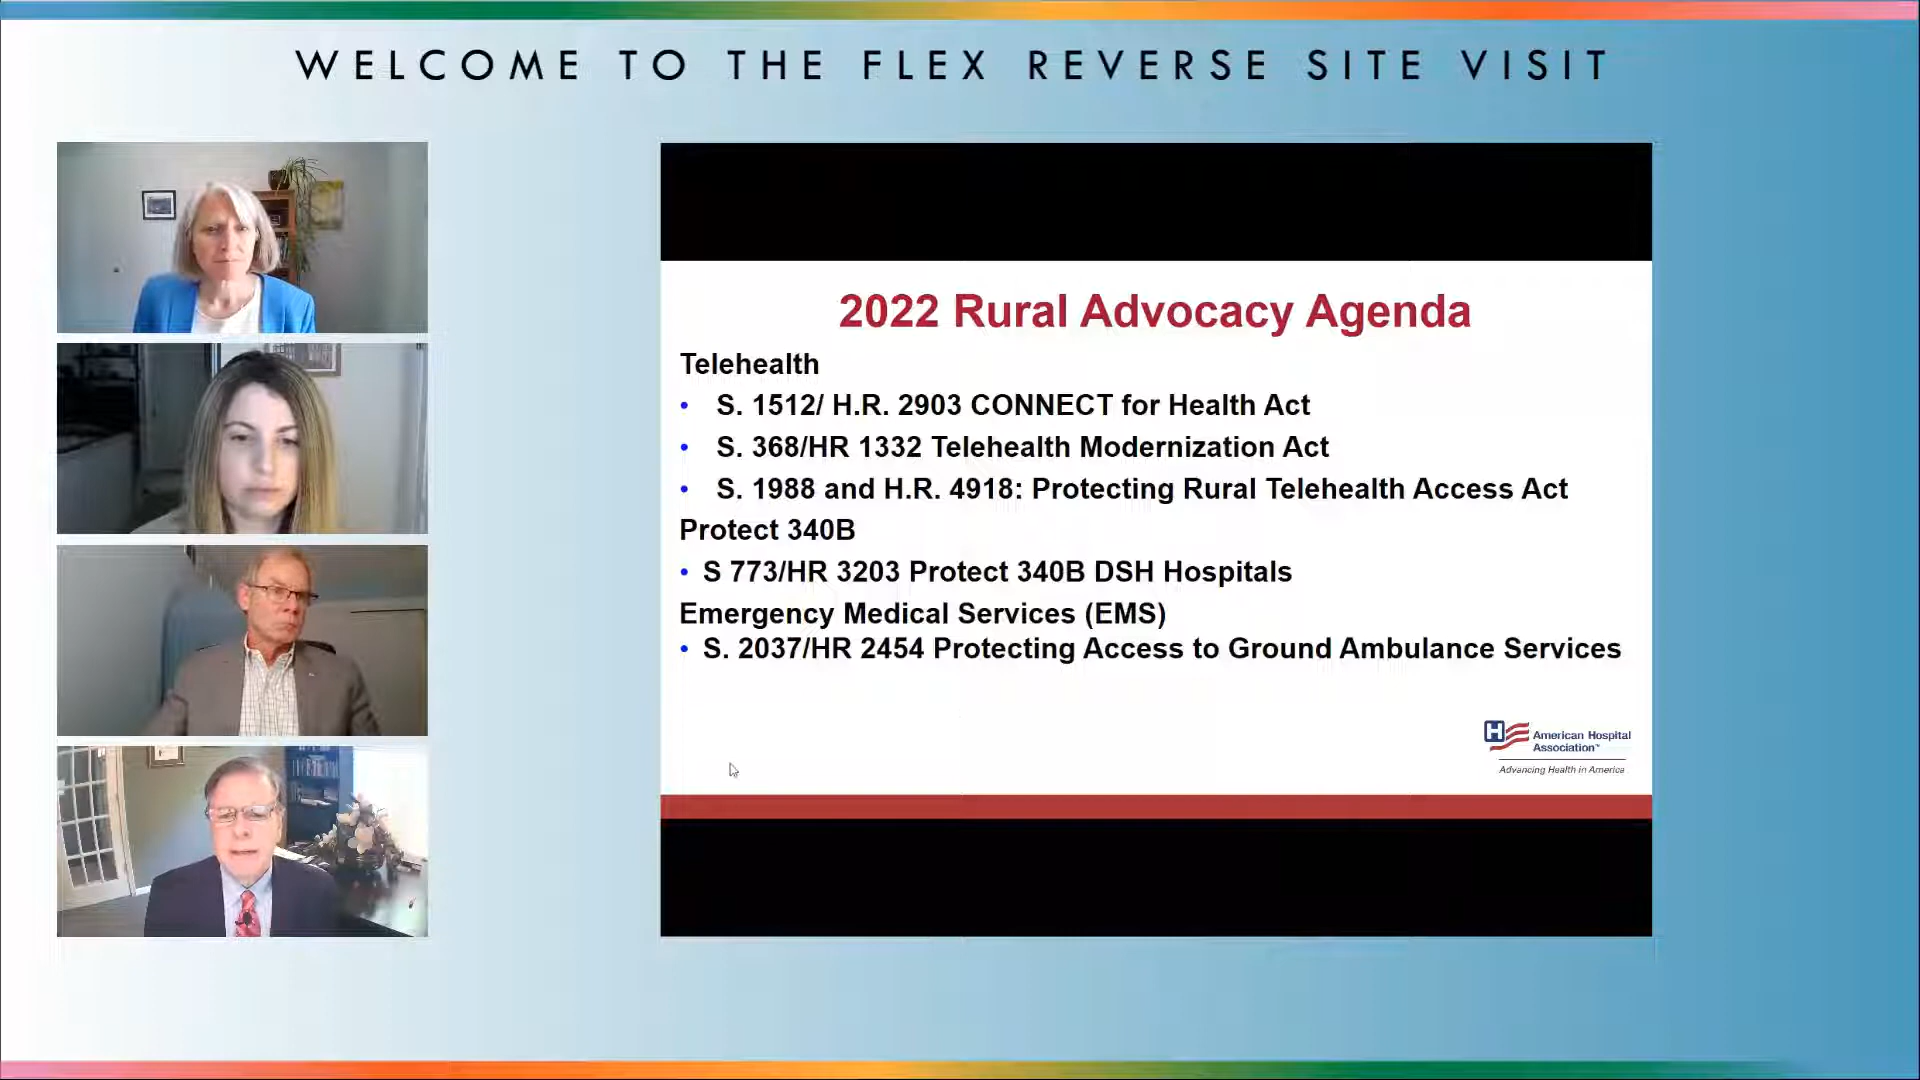 WELCOME TO THE FLEX REVERSE SITE VISIT
2022 Rural Advocacy Agenda
Telehealth
• S. 1512/ H.R. 2903 CONNECT for Health Act
• S. 368/HR 1332 Telehealth Modernization Act
• S. 1988 and H.R. 4918: Protecting Rural Telehealth Access Act
Protect 340B
• S 773/HR 3203 Protect 340B DSH Hospitals
Emergency Medical Services (EMS)
• S. 2037/HR 2454 Protecting Access to Ground Ambulance Services
H American Hospital
Association™
Advancing Health in America